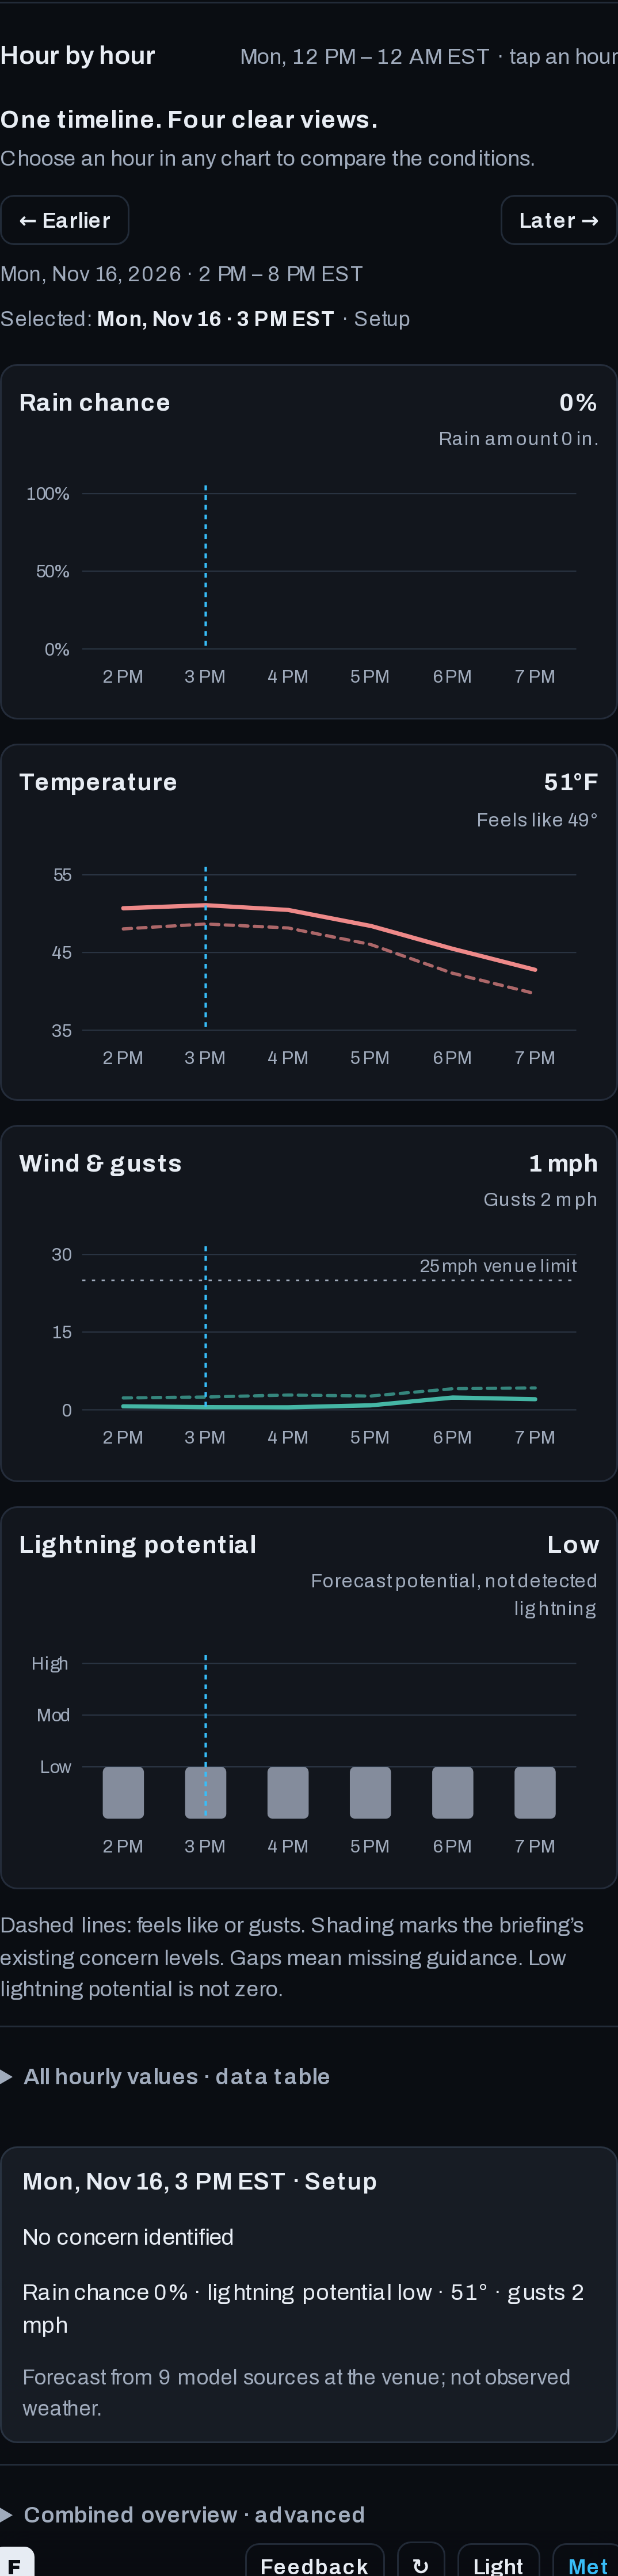 Hour by hour
Mon, 12 PM – 12 AM EST · tap an hour
One timeline. Four clear views.
Choose an hour in any chart to compare the conditions.
← Earlier
Later →
Mon, Nov 16, 2026 · 2 PM – 8 PM EST
Selected: Mon, Nov 16 · 3 PM EST · Setup
Rain chance
0%
Rain amount 0 in.
100%
50%
0%
2 PM 3 PM 4 PM 5 PM 6 PM 7 PM
Temperature
51°F
Feels like 49°
55
45
35
2 PM 3 PM 4 PM 5 PM 6 PM 7 PM
Wind & gusts
1 mph
Gusts 2 mph
30
25 mph venue limit
15
0
2 PM 3 PM 4 PM 5 PM 6 PM 7 PM
Lightning potential
Low
Forecast potential, not detected
lightning
High
Mod
Low
2 PM 3 PM 4 PM 5 PM 6 PM 7 PM
Dashed lines: feels like or gusts. Shading marks the briefing’s
existing concern levels. Gaps mean missing guidance. Low
lightning potential is not zero.
▶ All hourly values · data table
Mon, Nov 16, 3 PM EST · Setup
No concern identified
Rain chance 0% · lightning potential low · 51° · gusts 2
mph
Forecast from 9 model sources at the venue; not observed
weather.
▶ Combined overview · advanced
F
Feedback
↻
Light
Met